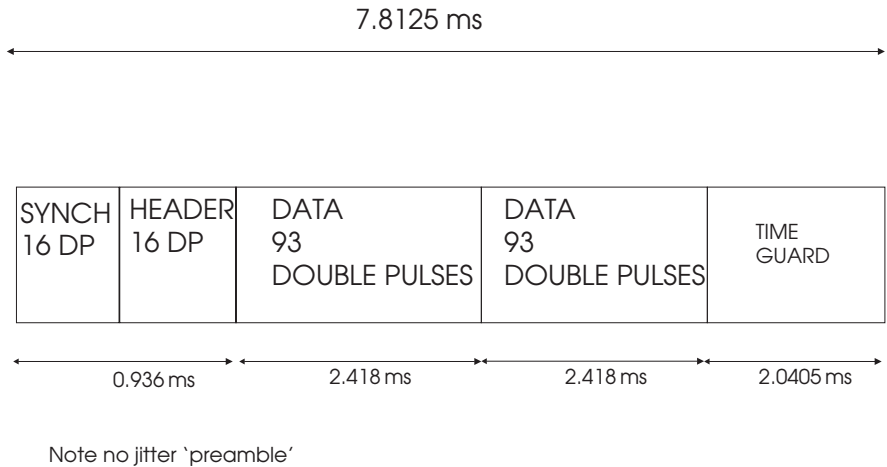 7.8125 ms
SYNCH
16 DP
HEADER
16 DP
DATA
93
DOUBLE PULSES
DATA
93
DOUBLE PULSES
TIME
GUARD
0.936 ms
2.418 ms
2.418 ms
2.0405 ms
Note no jitter `preamble’